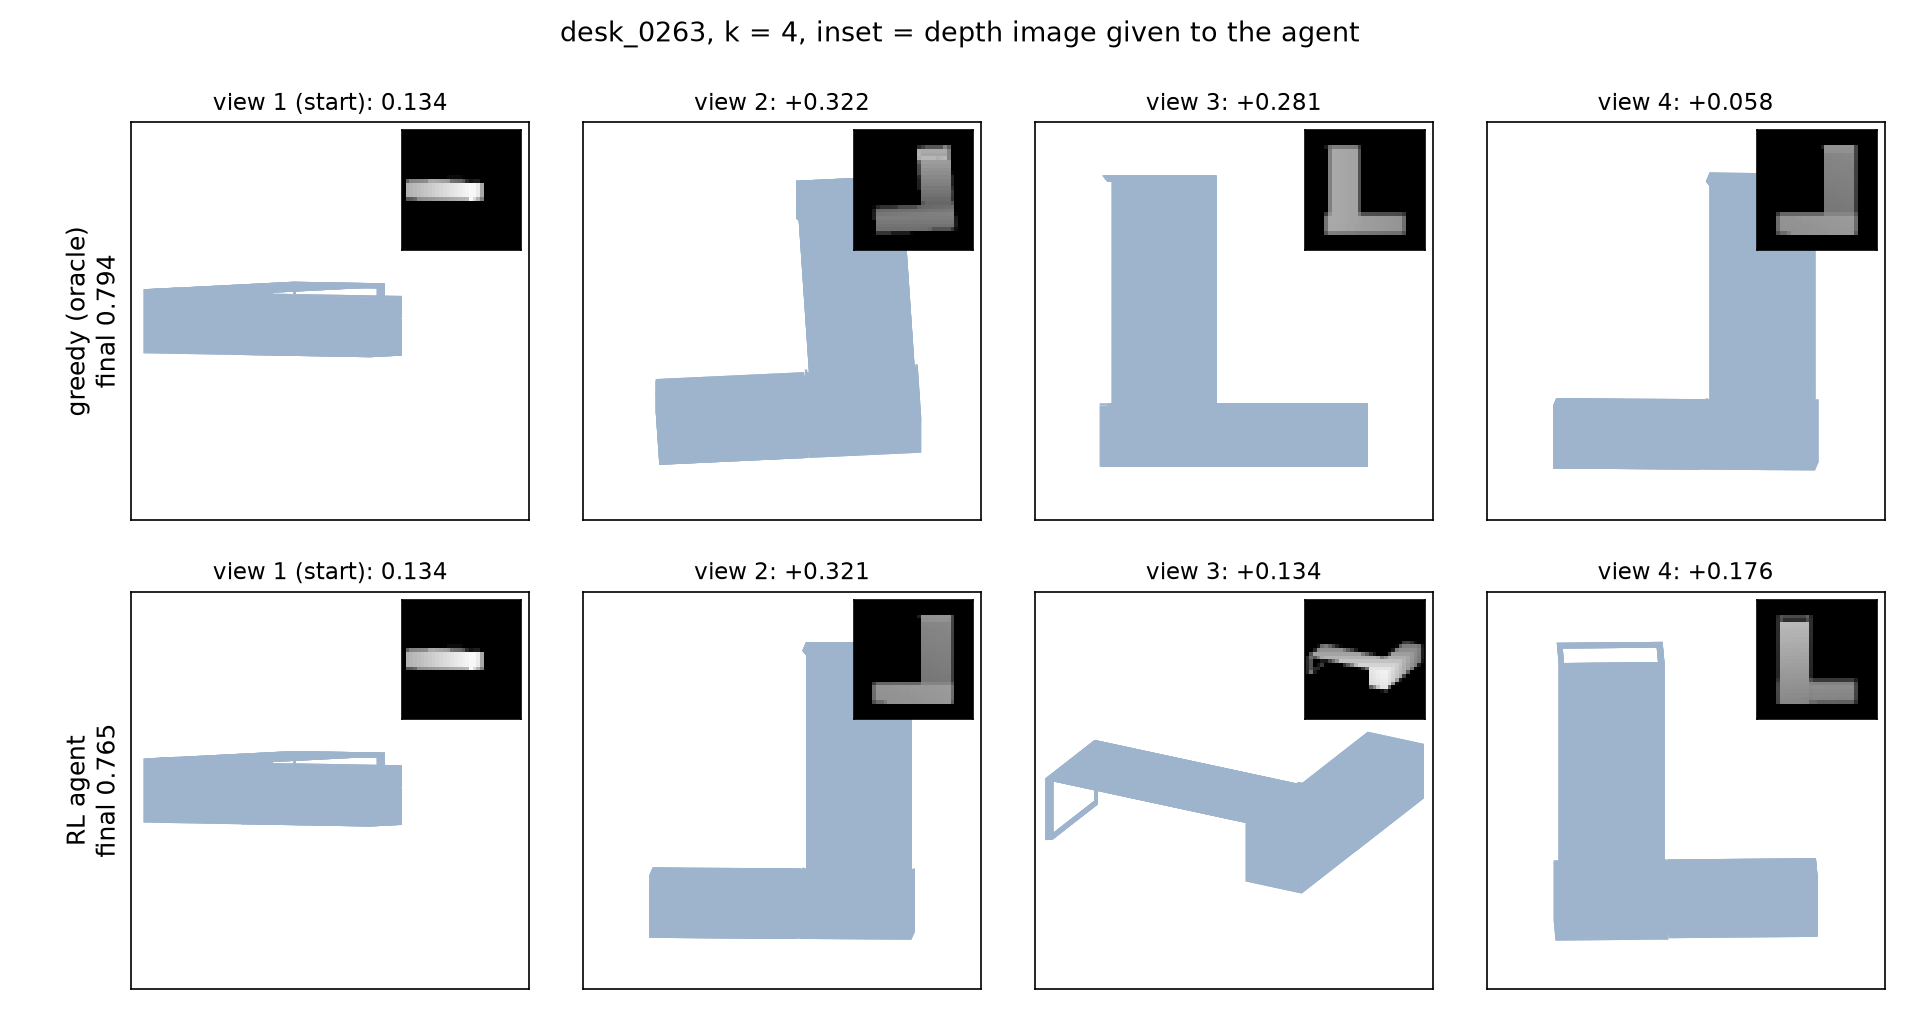 desk_0263, k = 4, inset = depth image given to the agent
greedy (oracle)
final 0.794
view 1 (start): 0.134
view 2: +0.322
view 3: +0.281
view 4: +0.058
RL agent
final 0.765
view 1 (start): 0.134
view 2: +0.321
view 3: +0.134
view 4: +0.176